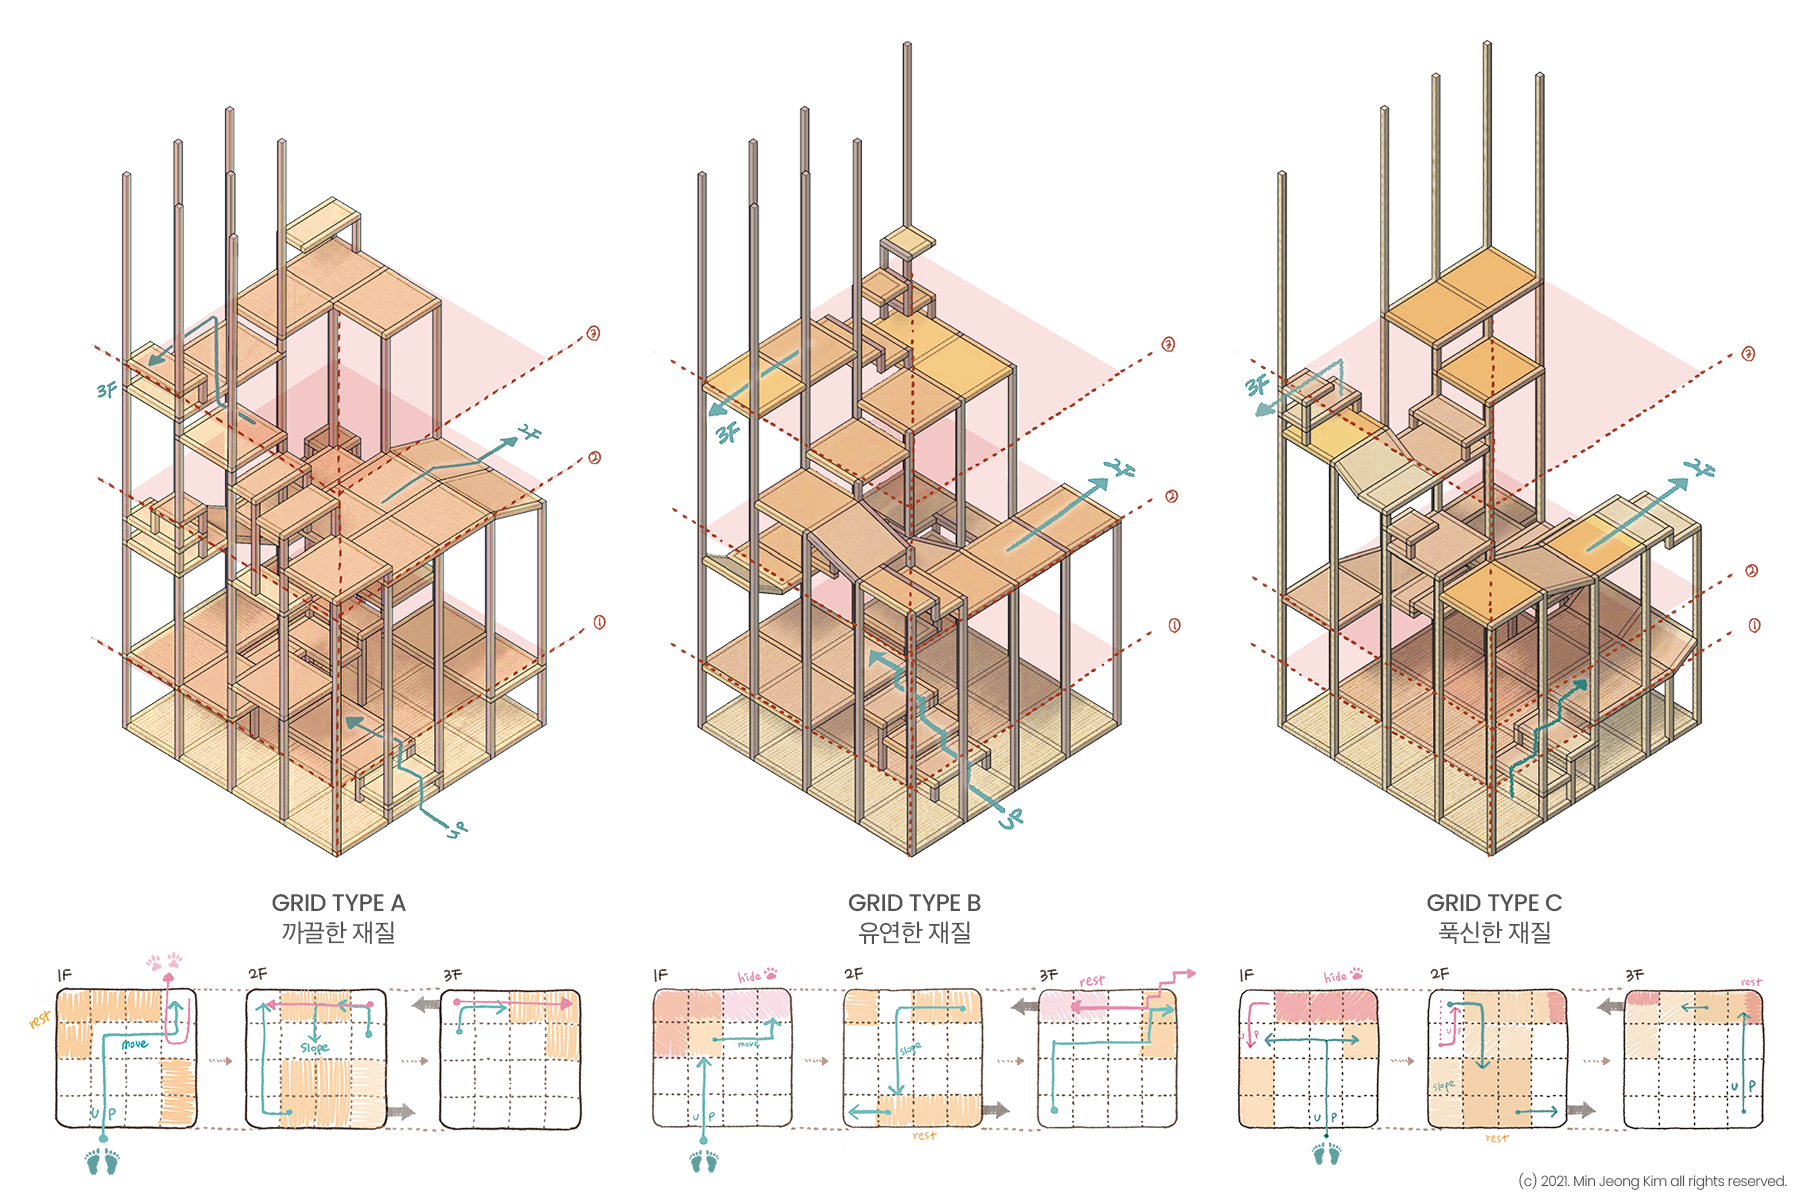 3F
2F
③
②
①
UP
3F
2F
③
②
①
UP
3F
2F
③
②
①
GRID TYPE A
까끌한 재질
GRID TYPE B
유연한 재질
GRID TYPE C
푹신한 재질
1F
rest
move
UP
2F
slope
3F
1F
hide
move
UP
2F
slope
rest
3F
rest
1F
hide
UP
2F
UP
slope
rest
3F
rest
UP
(c) 2021. Min Jeong Kim all rights reserved.